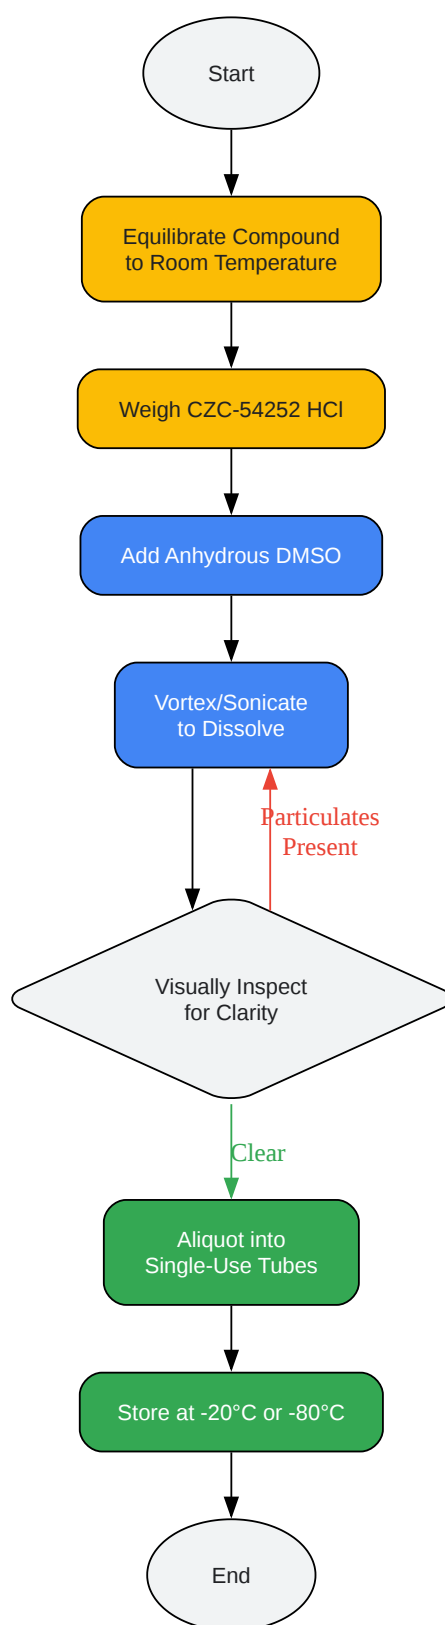 Start
Equilibrate Compound
to Room Temperature
Weigh CZC-54252 HCl
Add Anhydrous DMSO
Vortex/Sonicate
to Dissolve
Particulates
Present
Visually Inspect
for Clarity
Clear
Aliquot into
Single-Use Tubes
Store at -20°C or -80°C
End